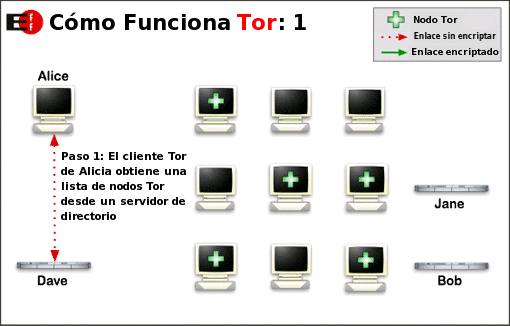 EFF Cómo Funciona Tor: 1
Nodo Tor
Enlace sin encriptar
Enlace encriptado
Alice
Paso 1: El cliente Tor
de Alicia obtiene una
lista de nodos Tor
desde un servidor de
directorio
Jane
Dave
Bob